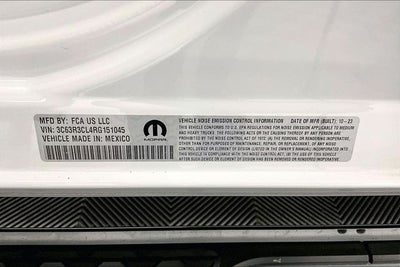 MFD BY: FCA US LLC
VIN: 3C63R3CL4RG151045
VEHICLE MADE IN: MEXICO
MOPAR
VEHICLE NOISE EMISSION CONTROL INFORMATION DATE OF MFR (BUILT): 10-23
THIS VEHICLE CONFORMS TO U.S. EPA REGULATIONS FOR NOISE EMISSION APPLICABLE TO MEDIUM
AND HEAVY TRUCKS. THE FOLLOWING ACTS OR THE CAUSING THEREOF BY ANY PERSON ARE
PROHIBITED BY THE NOISE CONTROL ACT OF 1972: (A) THE REMOVAL OR RENDERING INOPERATIVE,
OTHER THAN FOR PURPOSES OF MAINTENANCE, REPAIR, OR REPLACEMENT, OF ANY NOISE CONTROL
DEVICE OR ELEMENT OF DESIGN (LISTED IN THE OWNER'S MANUAL) INCORPORATED INTO
THIS VEHICLE IN COMPLIANCE WITH THE NOISE CONTROL ACT; (B) THE USE OF THIS VEHICLE
AFTER SUCH DEVICE OR ELEMENT OF DESIGN HAS BEEN REMOVED OR RENDERED INOPERATIVE.